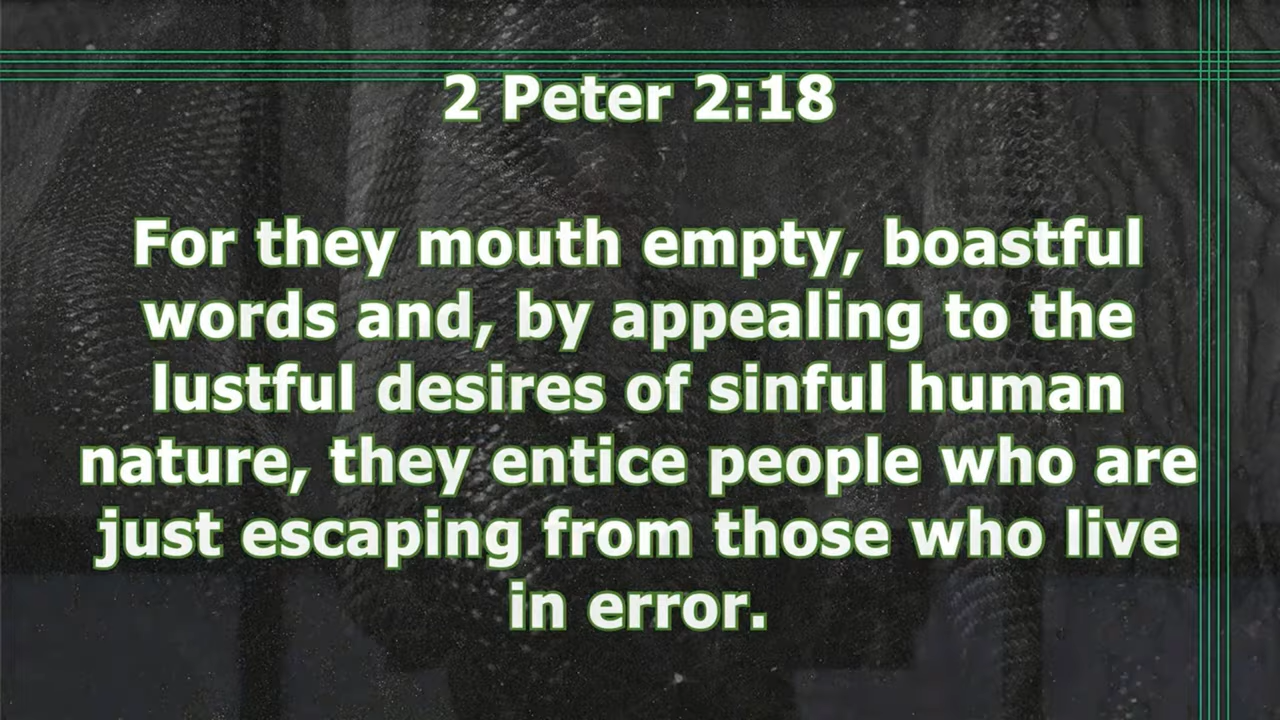 2 Peter 2:18
For they mouth empty, boastful
words and, by appealing to the
lustful desires of sinful human
nature, they entice people who are
just escaping from those who live
in error.